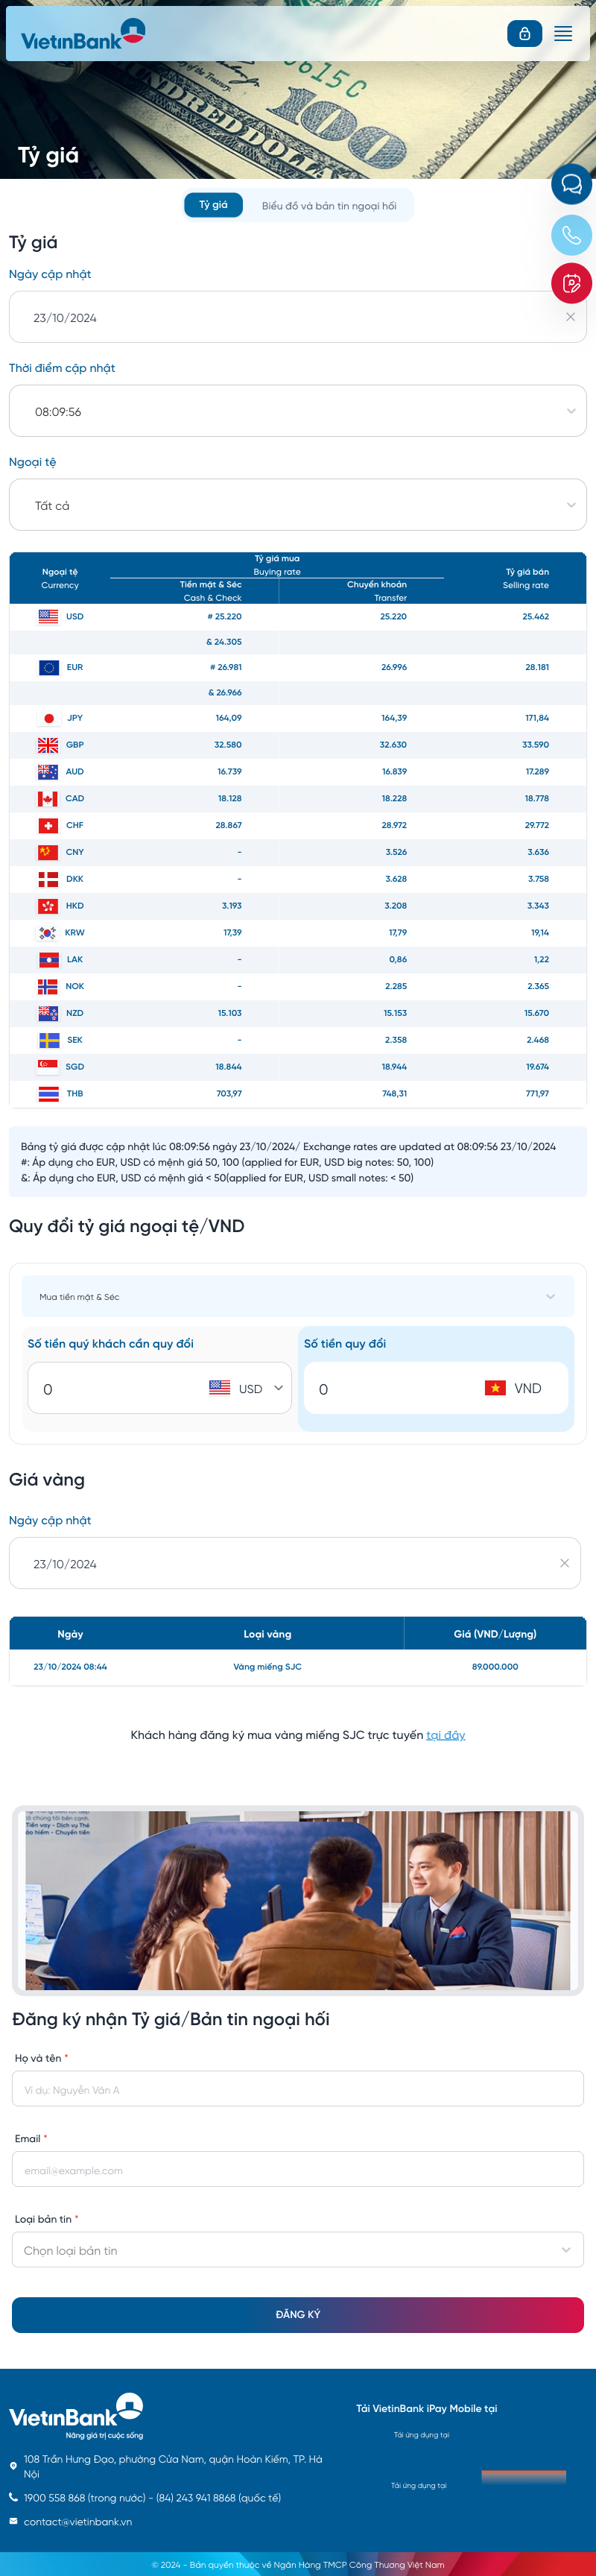 VietinBank
Tỷ giá
Tỷ giá
Biểu đồ và bản tin ngoại hối
Tỷ giá
Ngày cập nhật
23/10/2024
Thời điểm cập nhật
08:09:56
Ngoại tệ
Tất cả
Ngoại tệ
Currency
Tỷ giá mua
Buying rate
Tiền mặt & Séc
Cash & Check
Chuyển khoản
Transfer
Tỷ giá bán
Selling rate
USD # 25.220 25.220 25.462
& 24.305
EUR # 26.981 26.996 28.181
& 26.966
JPY 164,09 164,39 171,84
GBP 32.580 32.630 33.590
AUD 16.739 16.839 17.289
CAD 18.128 18.228 18.778
CHF 28.867 28.972 29.772
CNY - 3.526 3.636
DKK - 3.628 3.758
HKD 3.193 3.208 3.343
KRW 17,39 17,79 19,14
LAK - 0,86 1,22
NOK - 2.285 2.365
NZD 15.103 15.153 15.670
SEK - 2.358 2.468
SGD 18.844 18.944 19.674
THB 703,97 748,31 771,97
Bảng tỷ giá được cập nhật lúc 08:09:56 ngày 23/10/2024/ Exchange rates are updated at 08:09:56 23/10/2024
#: Áp dụng cho EUR, USD có mệnh giá 50, 100 (applied for EUR, USD big notes: 50, 100)
&: Áp dụng cho EUR, USD có mệnh giá < 50(applied for EUR, USD small notes: < 50)
Quy đổi tỷ giá ngoại tệ/VND
Mua tiền mặt & Séc
Số tiền quý khách cần quy đổi
0 USD
Số tiền quy đổi
0 VND
Giá vàng
Ngày cập nhật
23/10/2024
Ngày Loại vàng Giá (VND/Lượng)
23/10/2024 08:44 Vàng miếng SJC 89.000.000
Khách hàng đăng ký mua vàng miếng SJC trực tuyến tại đây
Tiền vay - Dịch vụ Thẻ
Đăng ký nhận Tỷ giá/Bản tin ngoại hối
Họ và tên *
Ví dụ: Nguyễn Văn A
Email *
email@example.com
Loại bản tin *
Chọn loại bản tin
ĐĂNG KÝ
VietinBank
Nâng giá trị cuộc sống
108 Trần Hưng Đạo, phường Cửa Nam, quận Hoàn Kiếm, TP. Hà
Nội
1900 558 868 (trong nước) - (84) 243 941 8868 (quốc tế)
contact@vietinbank.vn
Tải VietinBank iPay Mobile tại
Tải ứng dụng tại
Tải ứng dụng tại
© 2024 - Bản quyền thuộc về Ngân Hàng TMCP Công Thương Việt Nam